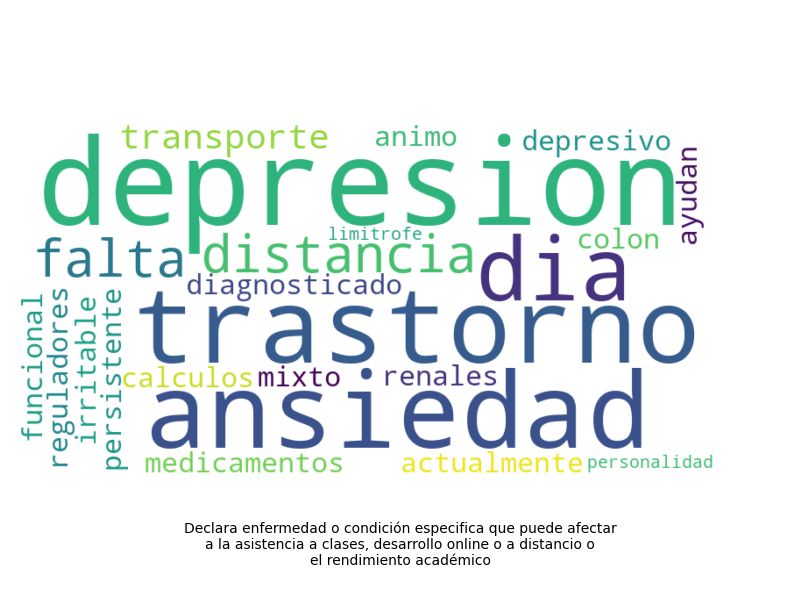 transporte
animo
depresivo
depresion
ayudan
limitrofe
falta
distancia
colon
dia
diagnosticado
funcional
reguladores
irritable
persistente
trastorno
calculos
mixto
renales
ansiedad
medicamentos
actualmente
personalidad
Declara enfermedad o condición especifica que puede afectar
a la asistencia a clases, desarrollo online o a distancio o
el rendimiento académico